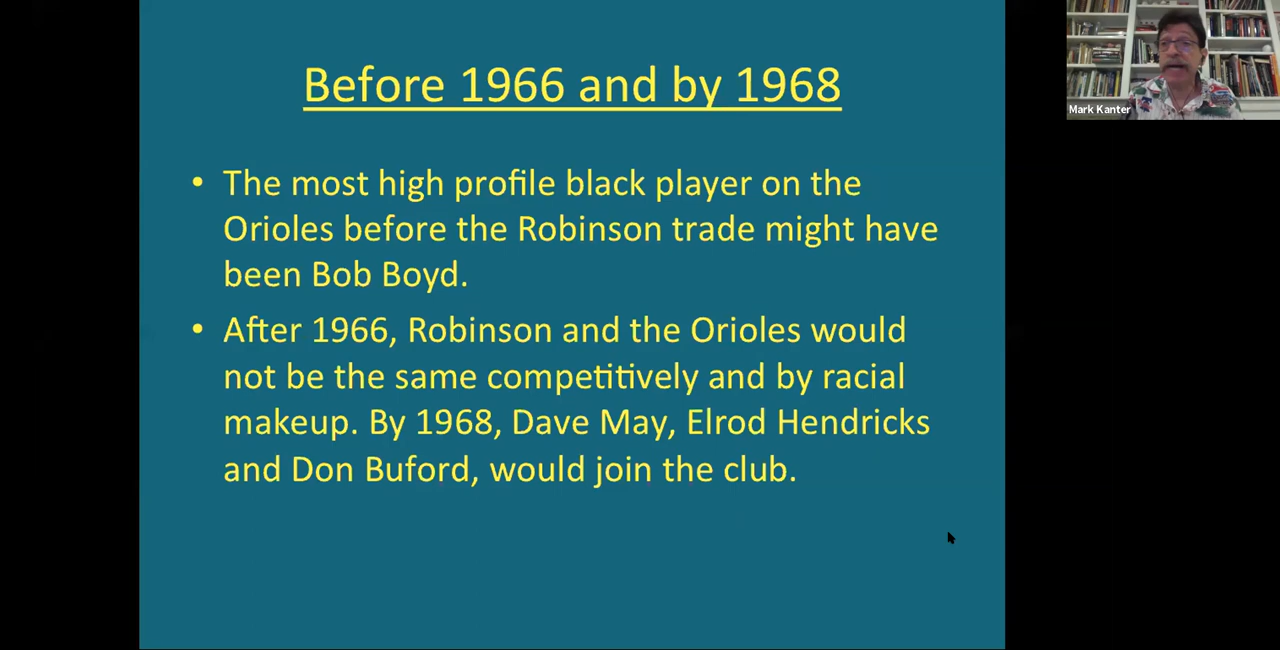 Before 1966 and by 1968
• The most high profile black player on the
Orioles before the Robinson trade might have
been Bob Boyd.
• After 1966, Robinson and the Orioles would
not be the same competitively and by racial
makeup. By 1968, Dave May, Elrod Hendricks
and Don Buford, would join the club.
Mark Kanter